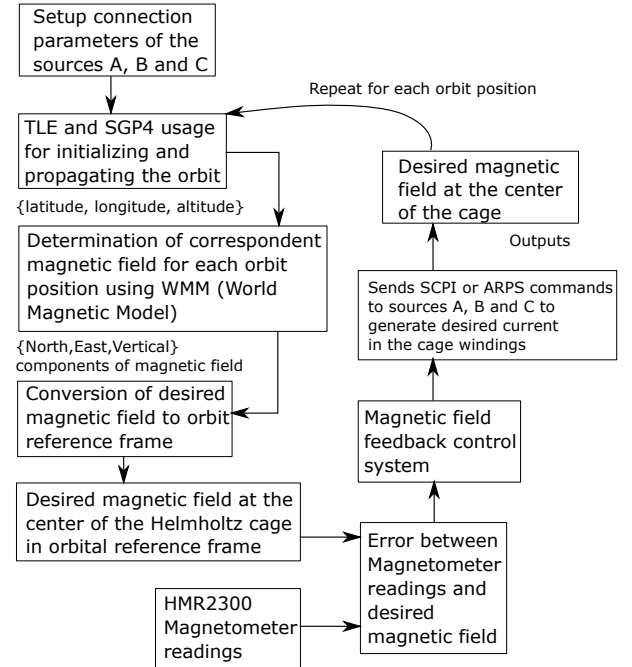 Setup connection
parameters of the
sources A, B and C
Repeat for each orbit position
TLE and SGP4 usage
for initializing and
propagating the orbit
{latitude, longitude, altitude}
Determination of correspondent
magnetic field for each orbit
position using WMM (World
Magnetic Model)
{North,East,Vertical}
components of magnetic field
Conversion of desired
magnetic field to orbit
reference frame
Desired magnetic field at the
center of the Helmholtz cage
in orbital reference frame
HMR2300
Magnetometer
readings
Error between
Magnetometer
readings and
desired
magnetic field
Magnetic field
feedback control
system
Sends SCPI or ARPS commands
to sources A, B and C to
generate desired current
in the cage windings
Outputs
Desired magnetic
field at the center
of the cage